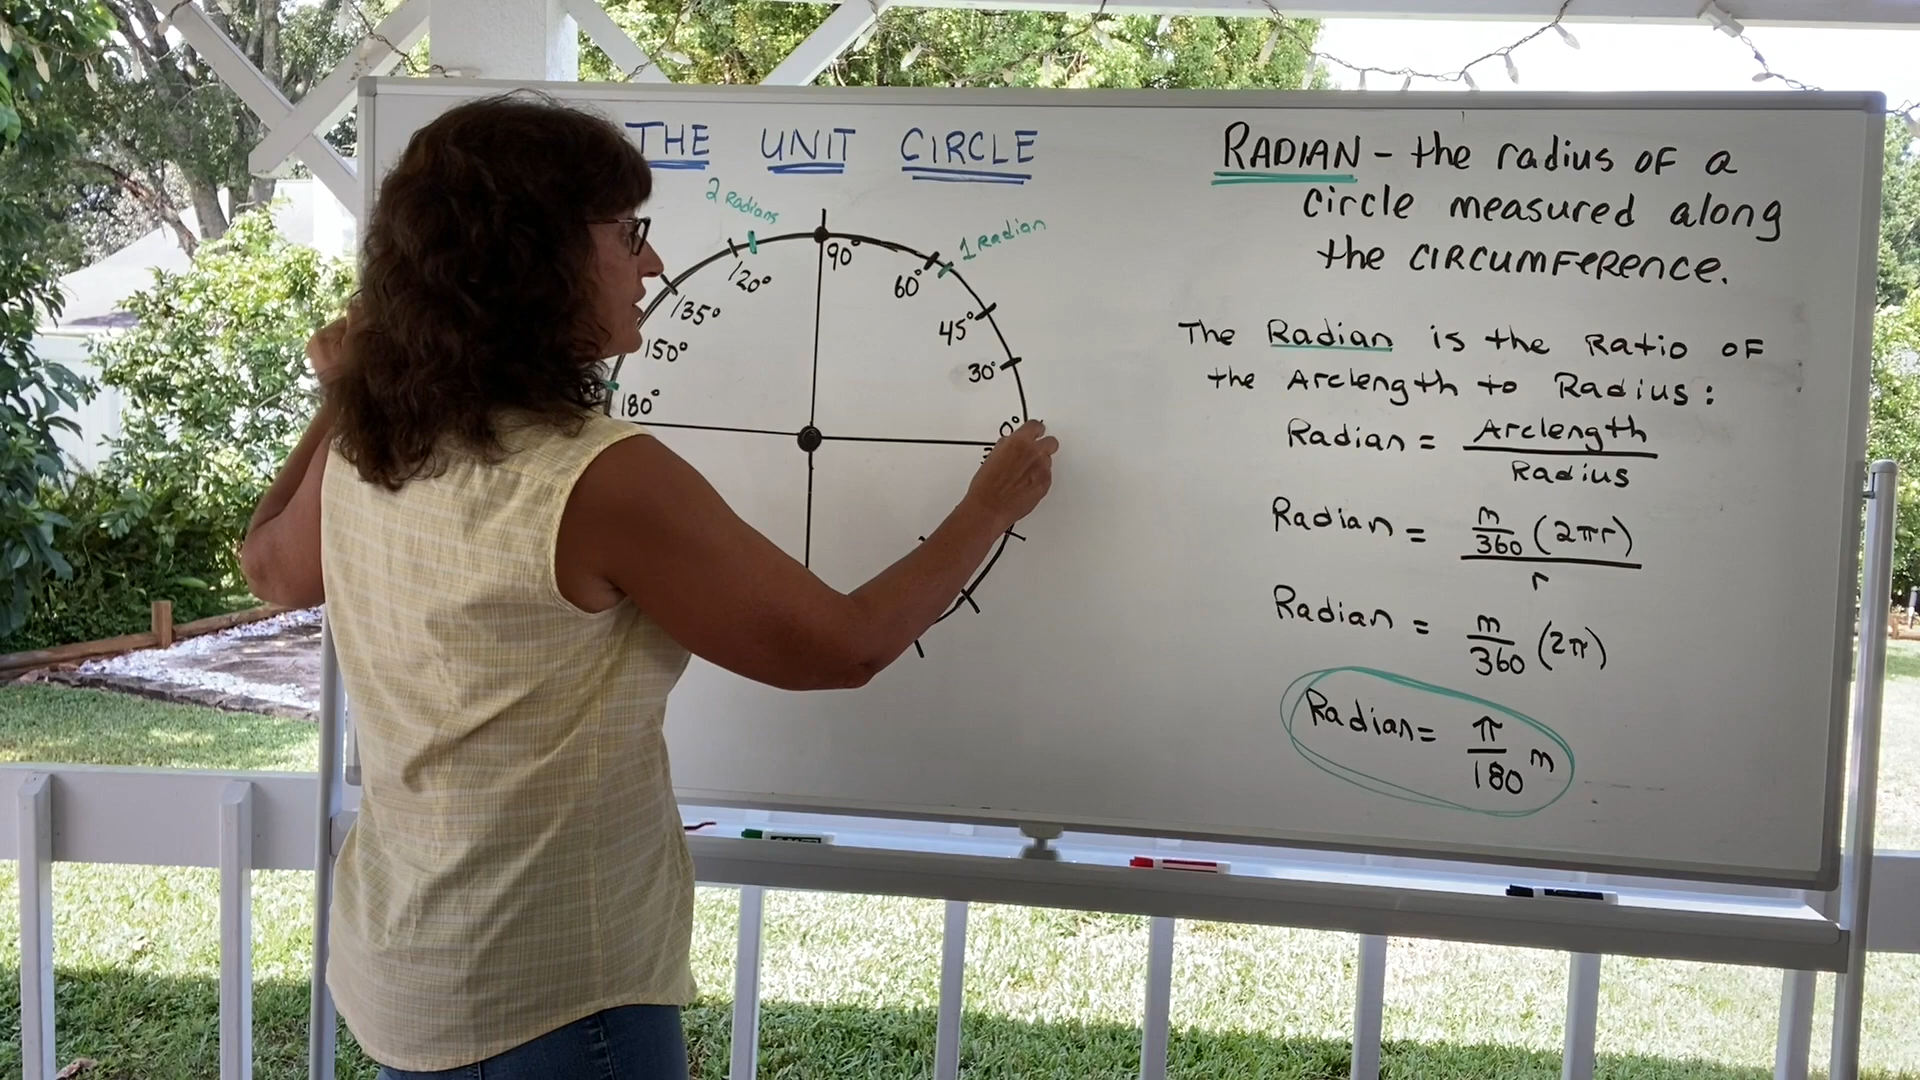 THE UNIT CIRCLE
2 Radians
1 Radian
90°
120°
60°
135°
45°
150°
30°
180°
0°
RADIAN - the radius OF a
circle measured along
the CIRCUMFERENCE.
The Radian is the Ratio OF
the Arclength to Radius:
Radian = Arclength
Radius
Radian = m
360 (2πr)
r
Radian = m
360 (2π)
Radian = π
180 m